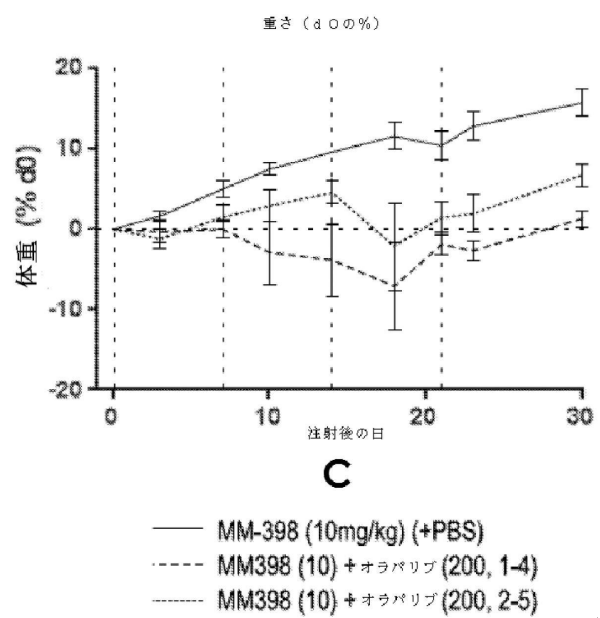 重さ（ｄ０の%）
20
10
0
-10
-20
体重 (% d0)
0
10
20
30
注射後の日
C
MM-398 (10mg/kg) (+PBS)
MM398 (10) + オラパリブ (200, 1-4)
MM398 (10) + オラパリブ (200, 2-5)